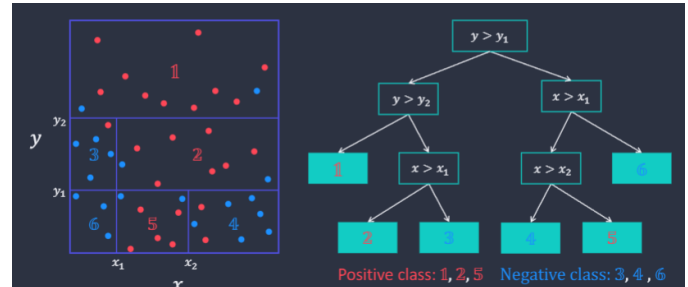 y > y₁
1
y > y₂
x > x₁
y₂
y
3
2
1
x > x₁
x > x₂
6
y₁
6
5
4
2
3
4
5
x₁
x₂
x
Positive class: 1, 2, 5 Negative class: 3, 4 , 6